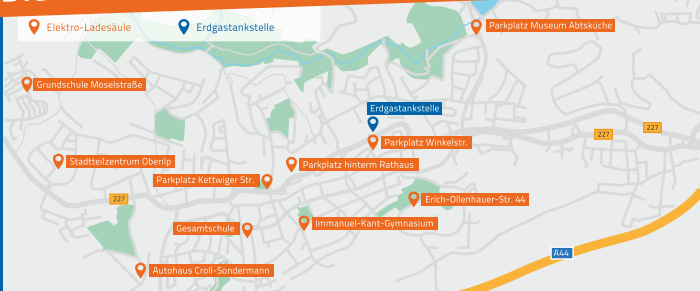 Elektro-Ladesäule
Erdgastankstelle
Parkplatz Museum Abtsküche
Grundschule Moselstraße
Erdgastankstelle
227
227
Parkplatz Winkelstr.
Stadtteilzentrum Oberilp
Parkplatz hinterm Rathaus
Parkplatz Kettwiger Str.
227
Erich-Ollenhauer-Str. 44
Immanuel-Kant-Gymnasium
Gesamtschule
A44
Autohaus Croll-Sondermann